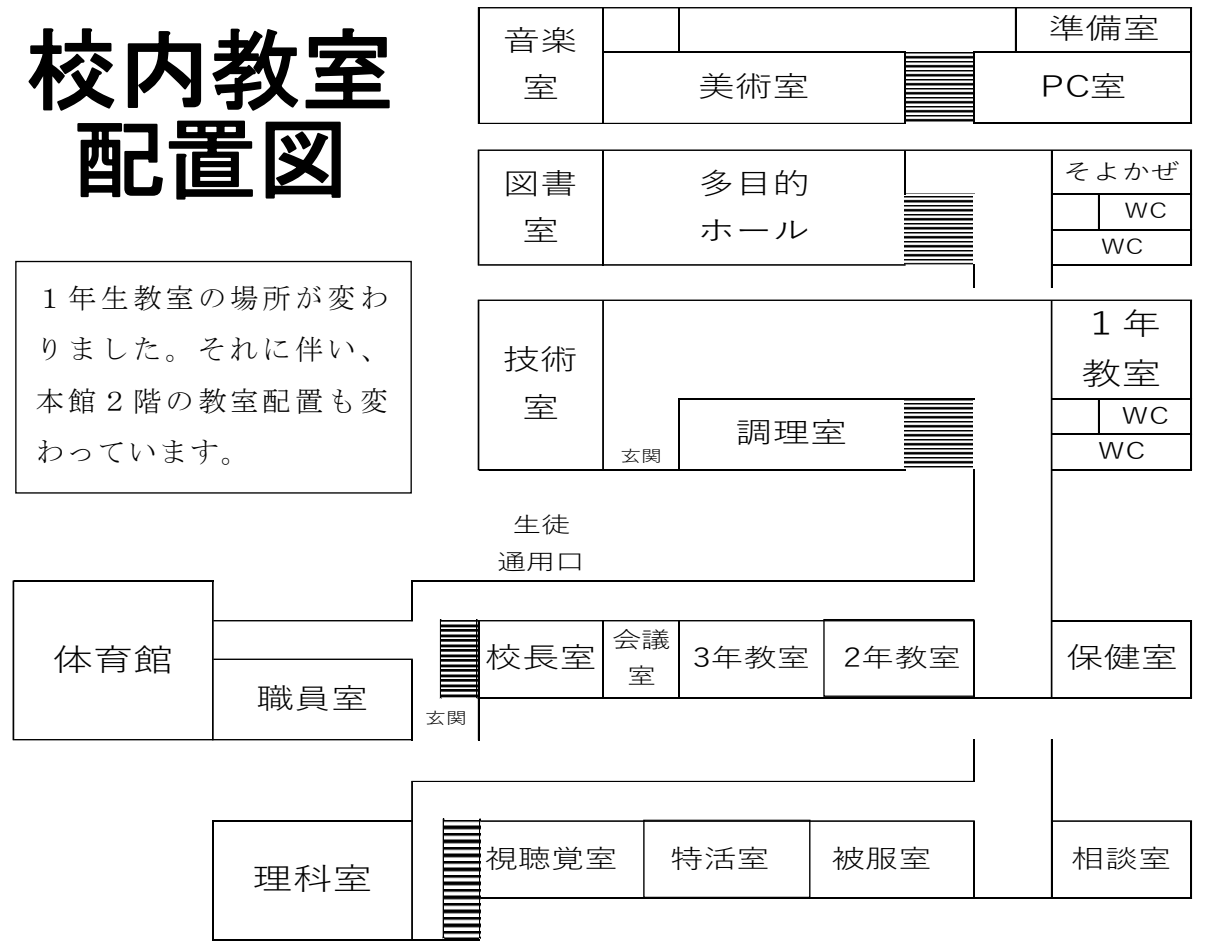 校内教室
配置図
１年生教室の場所が変わ
りました。それに伴い、
本館２階の教室配置も変
わっています。
音楽
室
準備室
美術室
PC室
図書
室
多目的
ホール
そよかぜ
WC
WC
技術
室
玄関
調理室
１年
教室
WC
WC
生徒
通用口
体育館
職員室
玄関
校長室
会議
室
3年教室
2年教室
保健室
理科室
視聴覚室
特活室
被服室
相談室